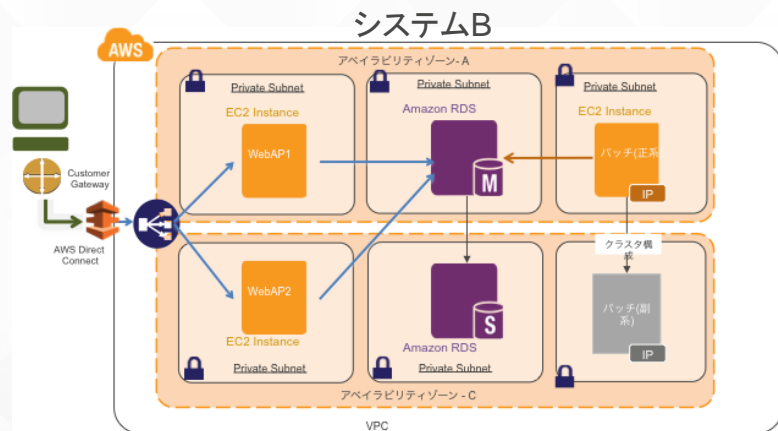 システムB
AWS
アベイラビリティゾーン-A
Private Subnet
Private Subnet
Private Subnet
EC2 Instance
Amazon RDS
EC2 Instance
WebAP1
M
バッチ(正系)
IP
Customer
Gateway
AWS Direct
Connect
クラスタ構
成
WebAP2
S
バッチ(副
系)
IP
EC2 Instance
Amazon RDS
Private Subnet
Private Subnet
アベイラビリティゾーン - C
VPC